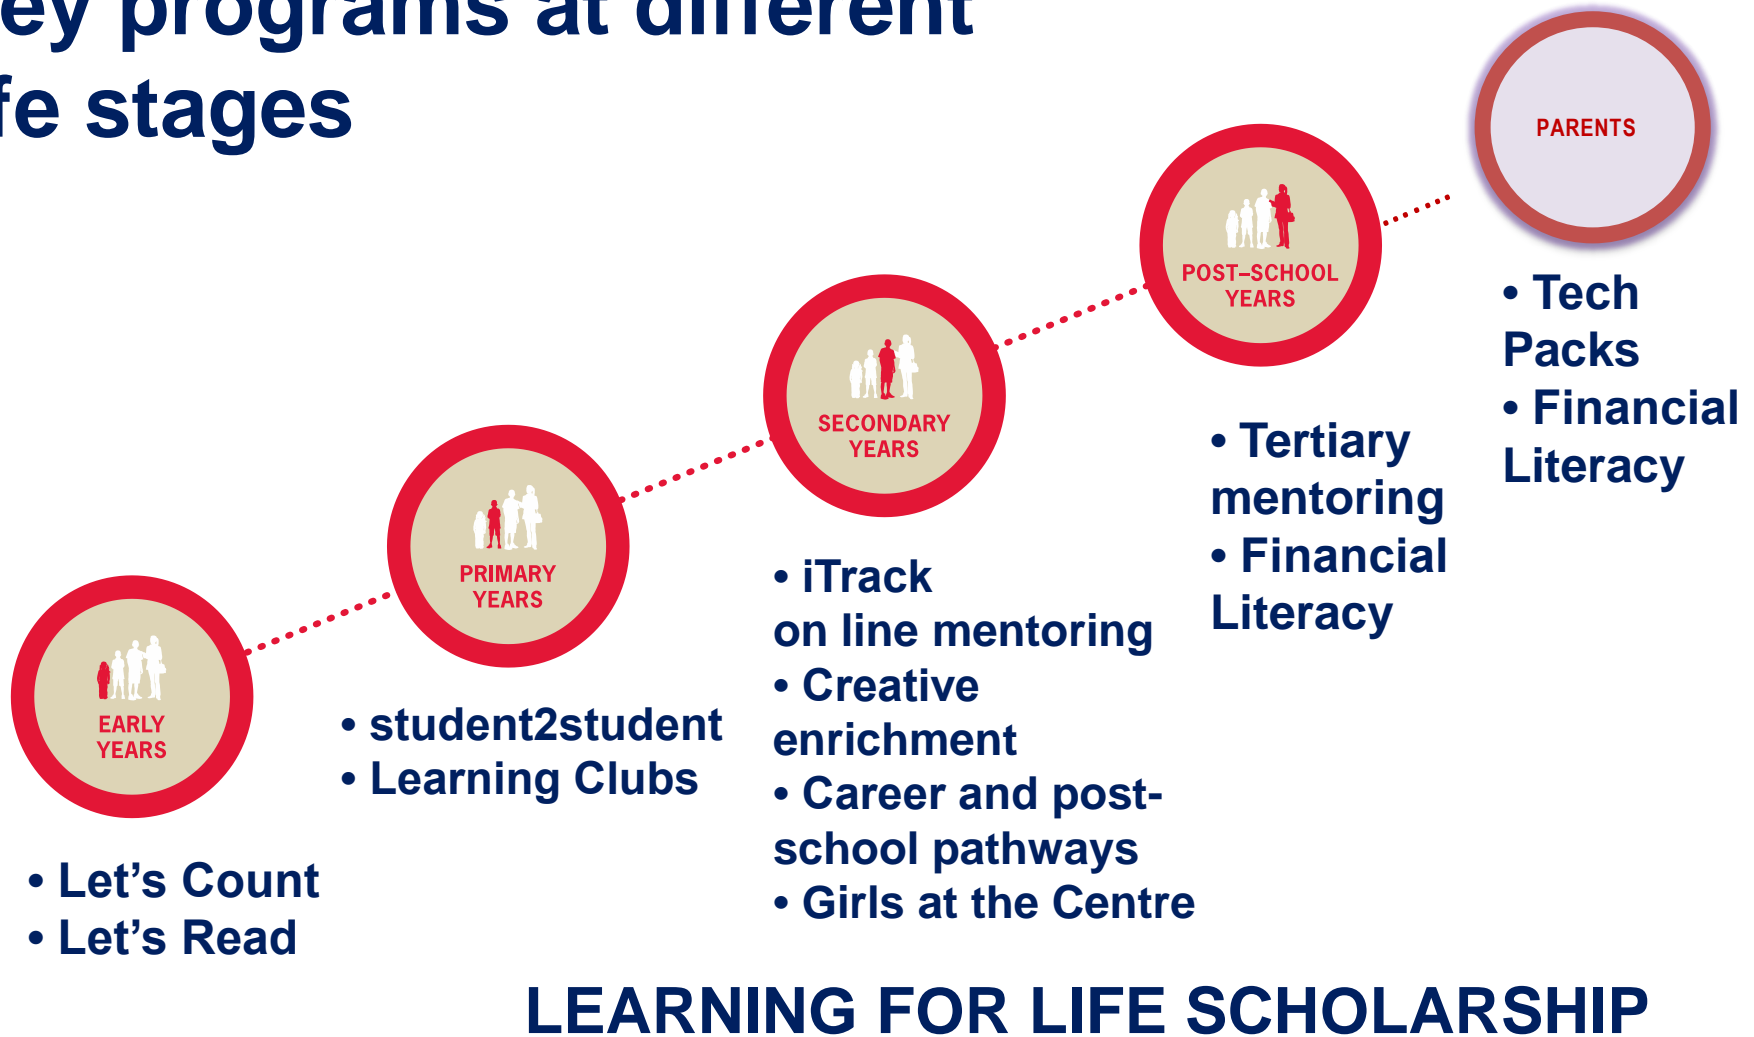 ey programs at different
fe stages
PARENTS
• Tech
Packs
• Financial
Literacy
POST–SCHOOL
YEARS
• Tertiary
mentoring
• Financial
Literacy
SECONDARY
YEARS
• iTrack
on line mentoring
• Creative
enrichment
• Career and post-
school pathways
• Girls at the Centre
PRIMARY
YEARS
• student2student
• Learning Clubs
EARLY
YEARS
• Let’s Count
• Let’s Read
LEARNING FOR LIFE SCHOLARSHIP